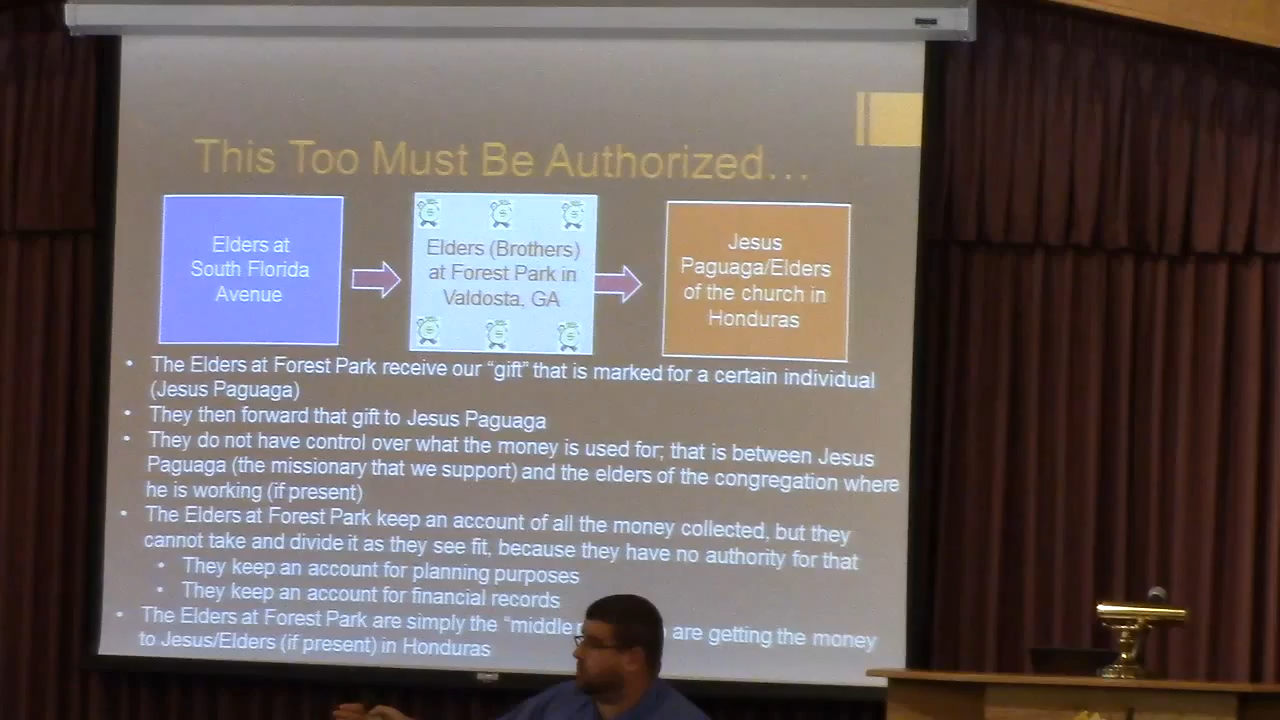 This Too Must Be Authorized...
Elders at
South Florida
Avenue
Elders (Brothers)
at Forest Park in
Valdosta, GA
Jesus
Paguaga/Elders
of the church in
Honduras
• The Elders at Forest Park receive our “gift” that is marked for a certain individual
(Jesus Paguaga)
• They then forward that gift to Jesus Paguaga
• They do not have control over what the money is used for; that is between Jesus
Paguaga (the missionary that we support) and the elders of the congregation where
he is working (if present)
• The Elders at Forest Park keep an account of all the money collected, but they
cannot take and divide it as they see fit, because they have no authority for that
• They keep an account for planning purposes
• They keep an account for financial records
• The Elders at Forest Park are simply the “middle are getting the money
to Jesus/Elders (if present) in Honduras